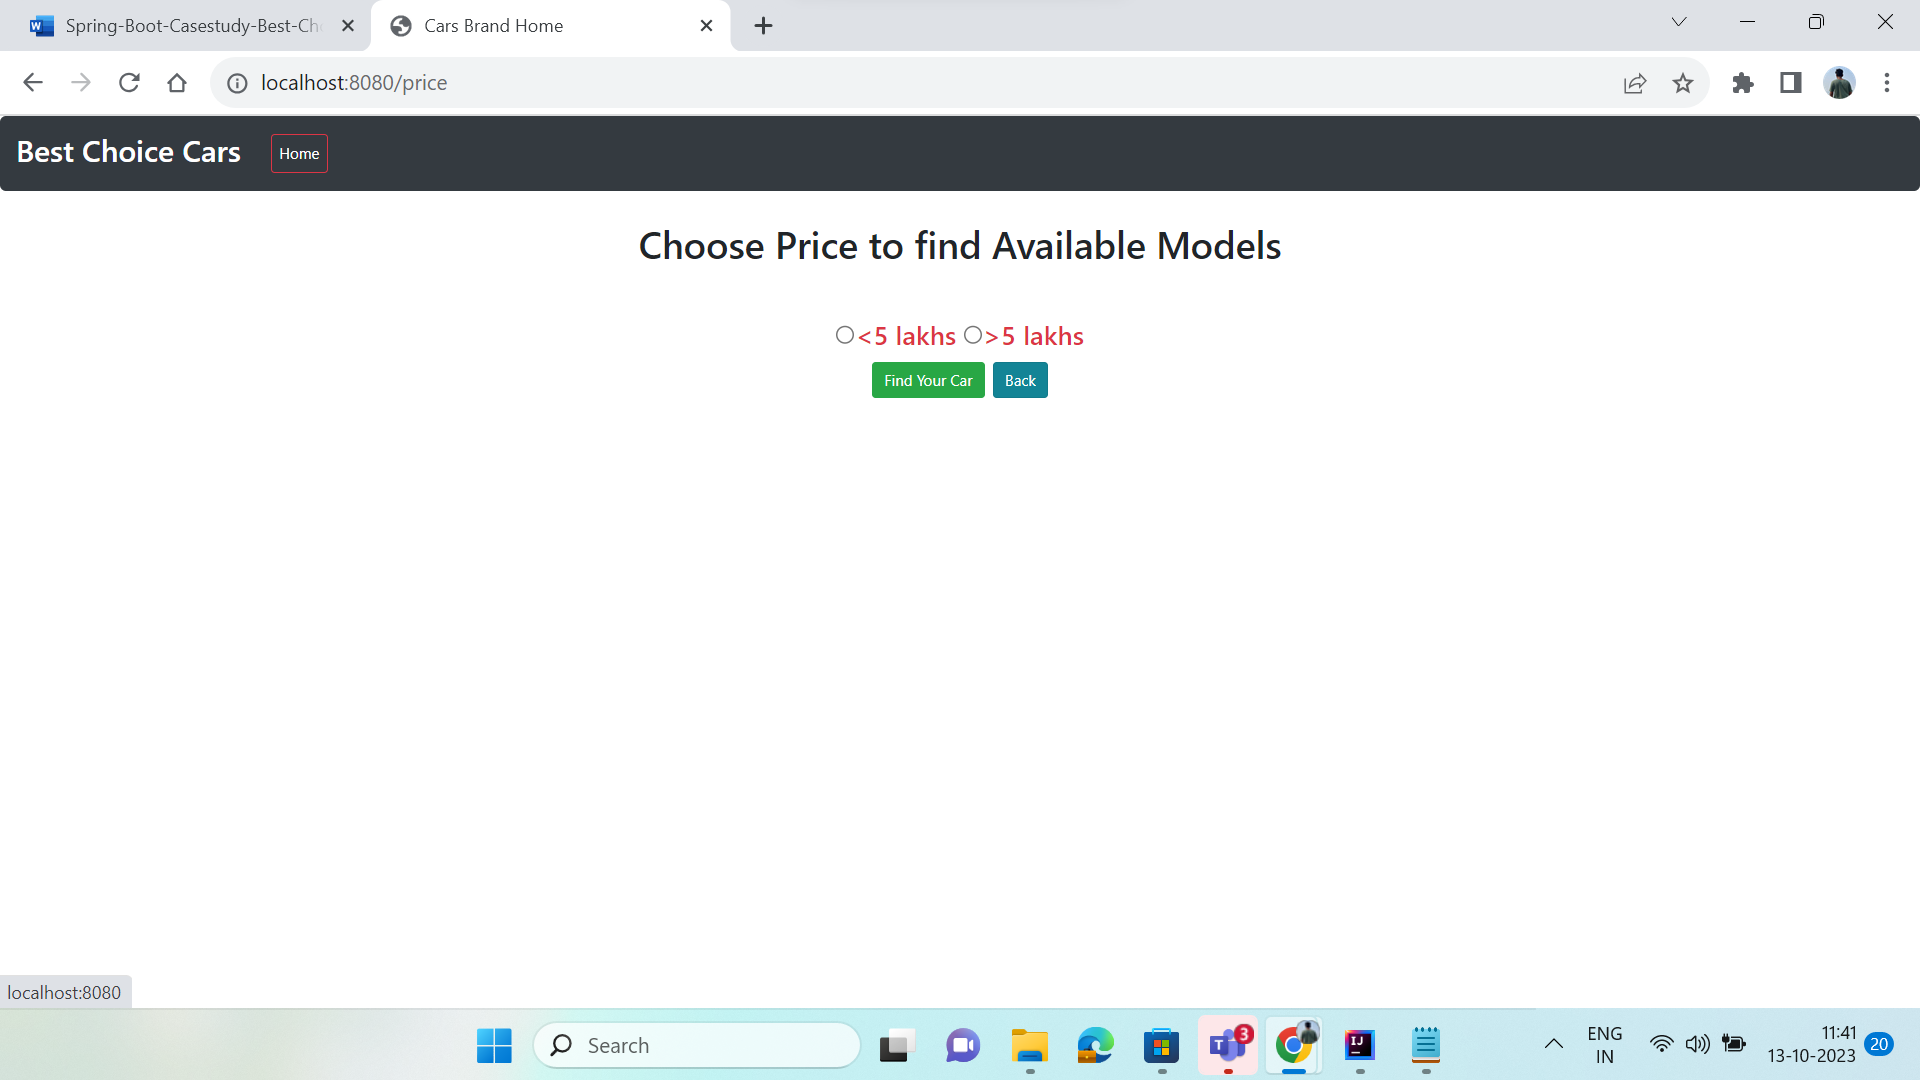 Spring-Boot-Casestudy-Best-Ch
Cars Brand Home
localhost:8080/price
Best Choice Cars
Home
Choose Price to find Available Models
<5 lakhs >5 lakhs
Find Your Car
Back
localhost:8080
Search
3
ENG
IN
11:41
13-10-2023
20